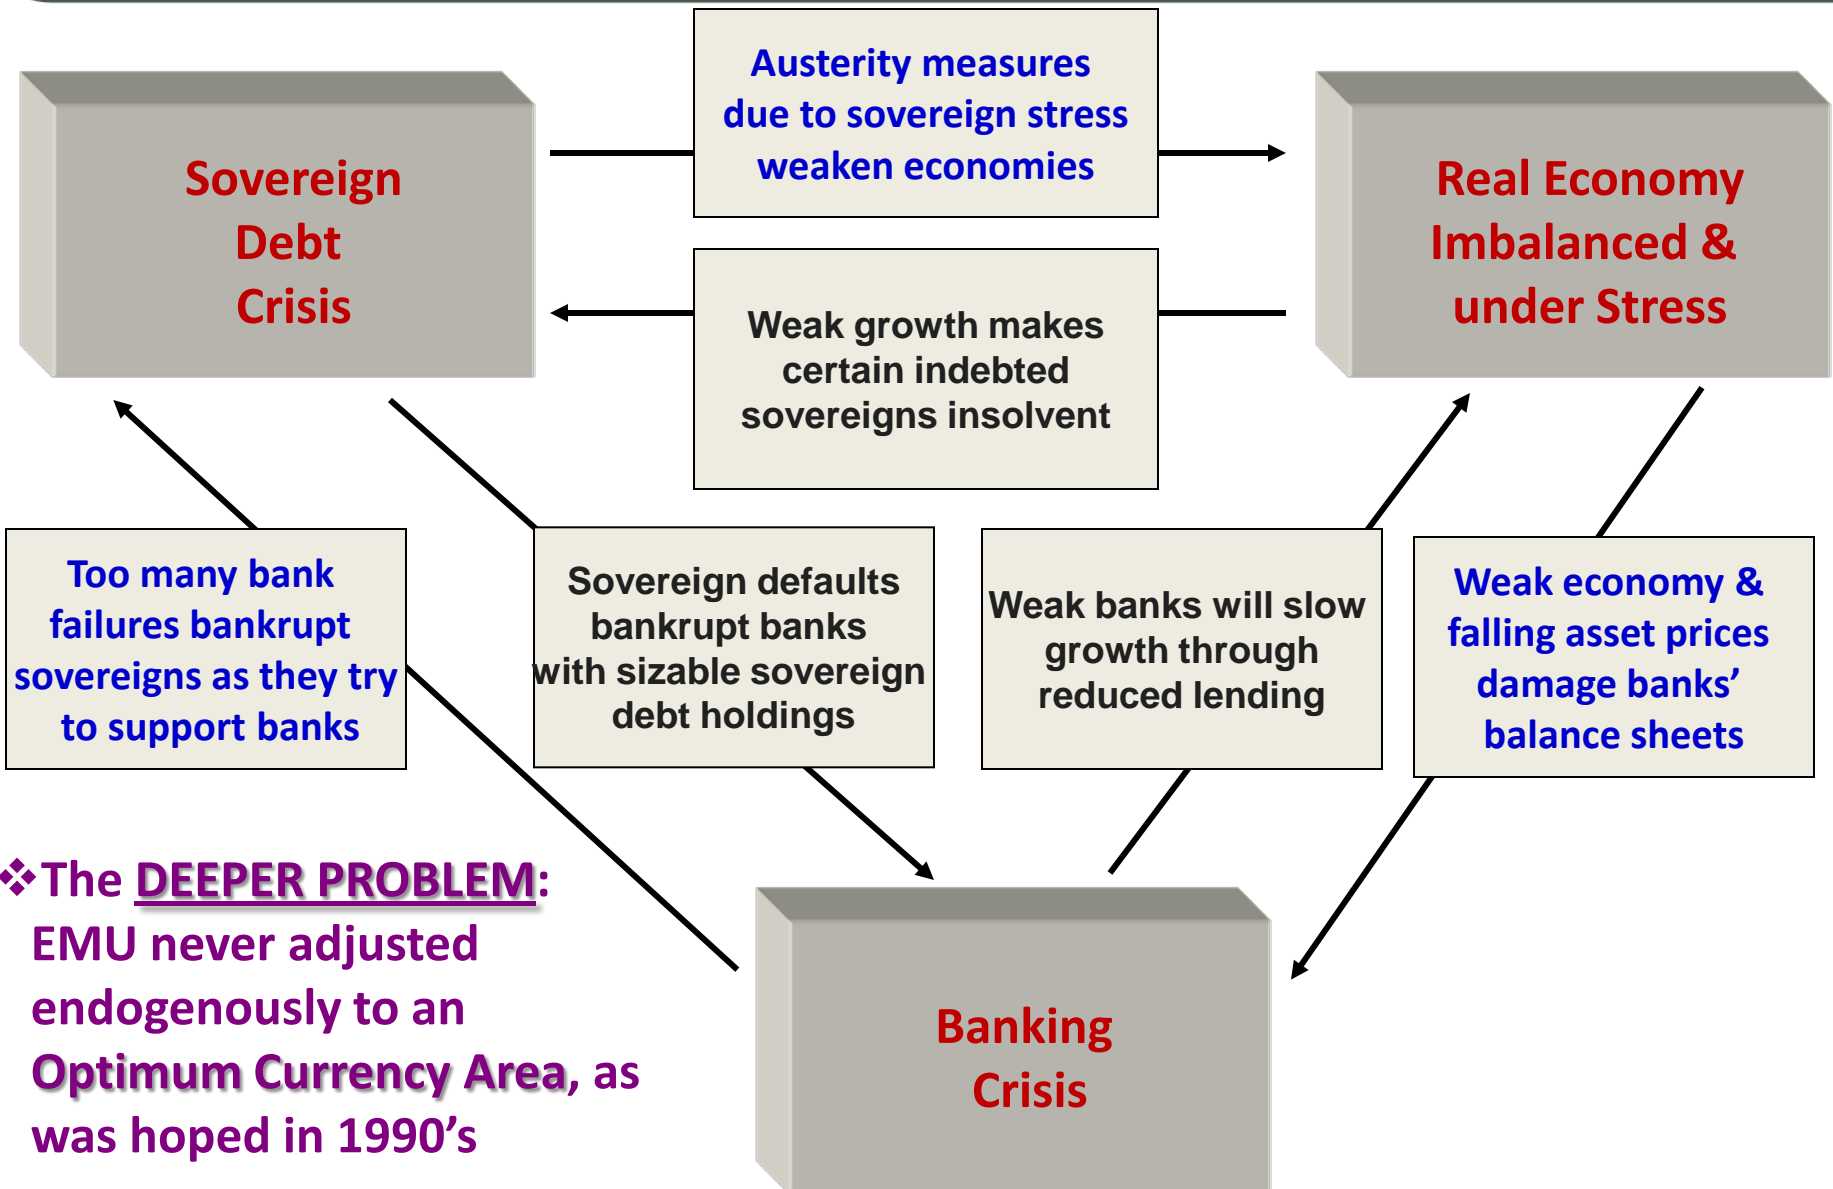 Austerity measures
due to sovereign stress
weaken economies
Sovereign
Debt
Crisis
Real Economy
Imbalanced &
under Stress
Weak growth makes
certain indebted
sovereigns insolvent
Too many bank
failures bankrupt
sovereigns as they try
to support banks
Sovereign defaults
bankrupt banks
with sizable sovereign
debt holdings
Weak banks will slow
growth through
reduced lending
Weak economy &
falling asset prices
damage banks’
balance sheets
❖The DEEPER PROBLEM:
EMU never adjusted
endogenously to an
Optimum Currency Area, as
was hoped in 1990’s
Banking
Crisis